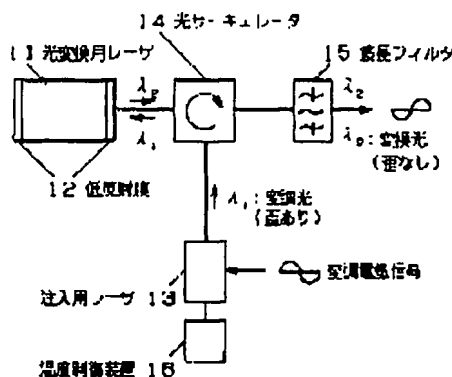 14 光サーキュレータ
11 光変換用レーザ
15 波長フィルタ
λP
λ1
λ2
λP:変換光
(歪なし)
12 低反射膜
λ1:変調光
(歪あり)
注入用レーザ 13
変調電気信号
温度制御装置 16